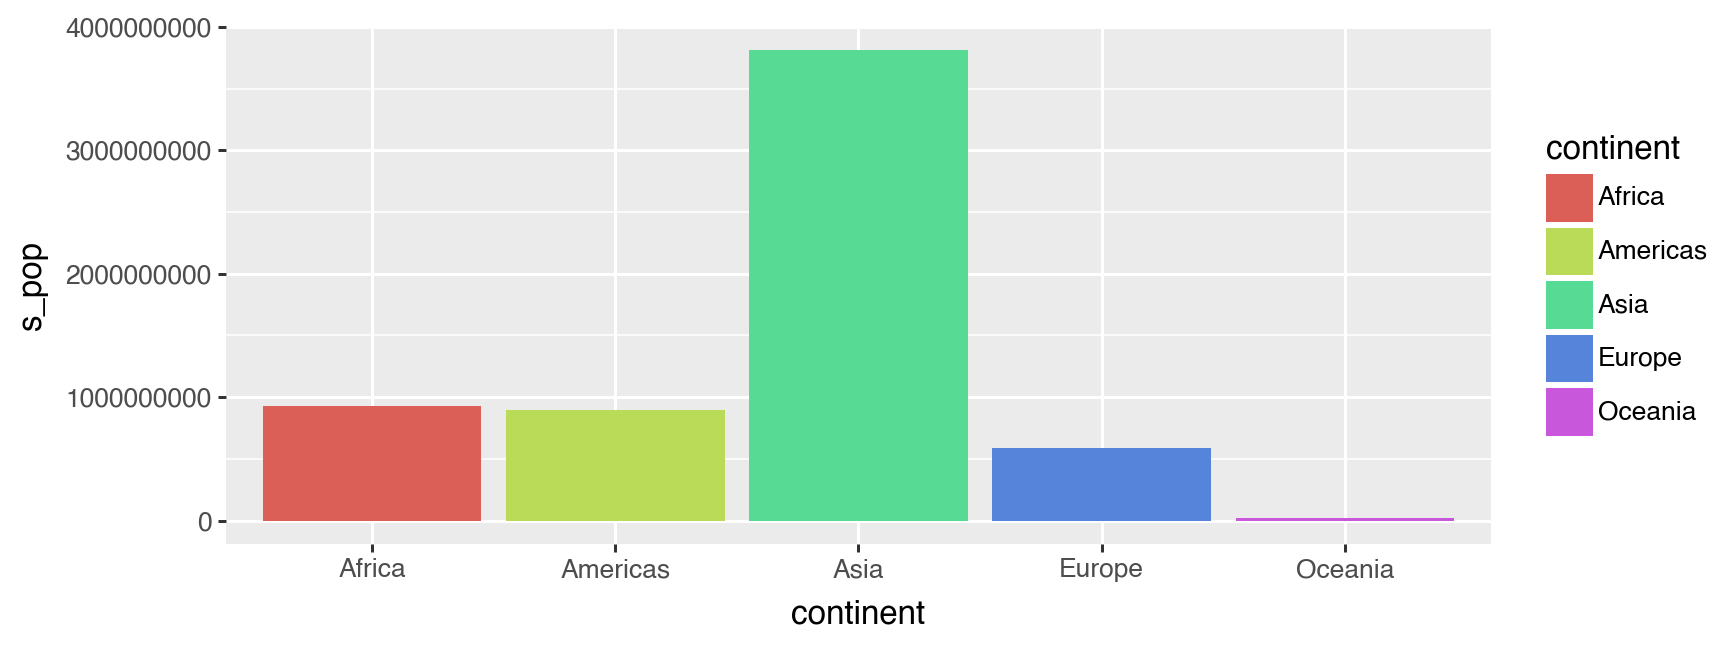 s_pop
4000000000
3000000000
2000000000
1000000000
0
Africa
Americas
Asia
Europe
Oceania
continent
continent
Africa
Americas
Asia
Europe
Oceania